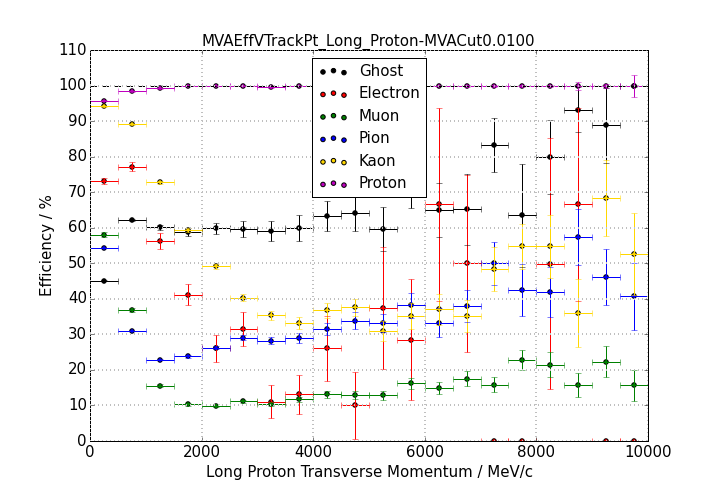 MVAEffVTrackPt_Long_Proton-MVACut0.0100
110
100
90
80
70
60
50
40
30
20
10
0
Efficiency / %
Ghost
Electron
Muon
Pion
Kaon
Proton
0 2000 4000 6000 8000 10000
Long Proton Transverse Momentum / MeV/c